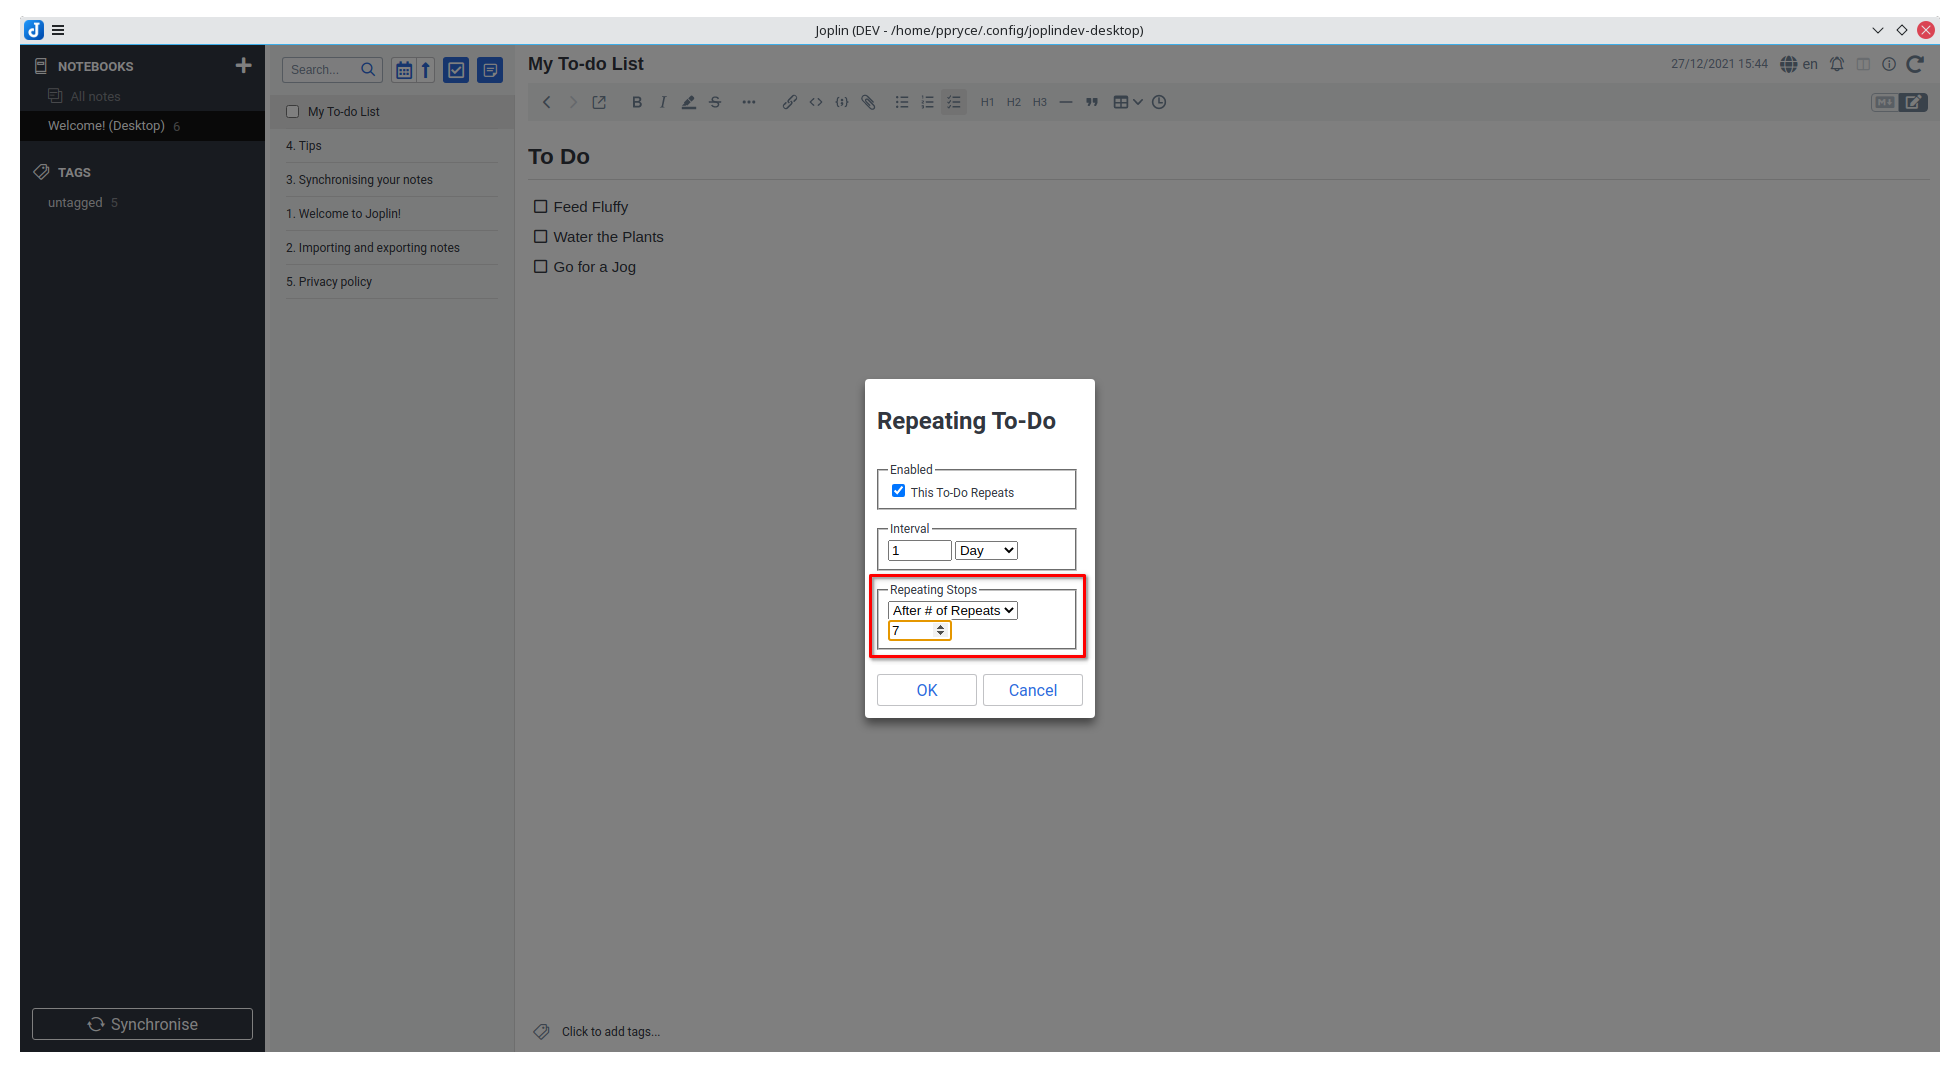 Joplin (DEV - /home/ppryce/.config/joplindev-desktop)
NOTEBOOKS
All notes
Welcome! (Desktop) 6
TAGS
untagged 5
Synchronise
Search...
My To-do List
4. Tips
3. Synchronising your notes
1. Welcome to Joplin!
2. Importing and exporting notes
5. Privacy policy
My To-do List
27/12/2021 15:44
en
B I S H1 H2 H3
To Do
Feed Fluffy
Water the Plants
Go for a Jog
Click to add tags...
Repeating To-Do
Enabled
This To-Do Repeats
Interval
1 Day
Repeating Stops
After # of Repeats
7
OK Cancel